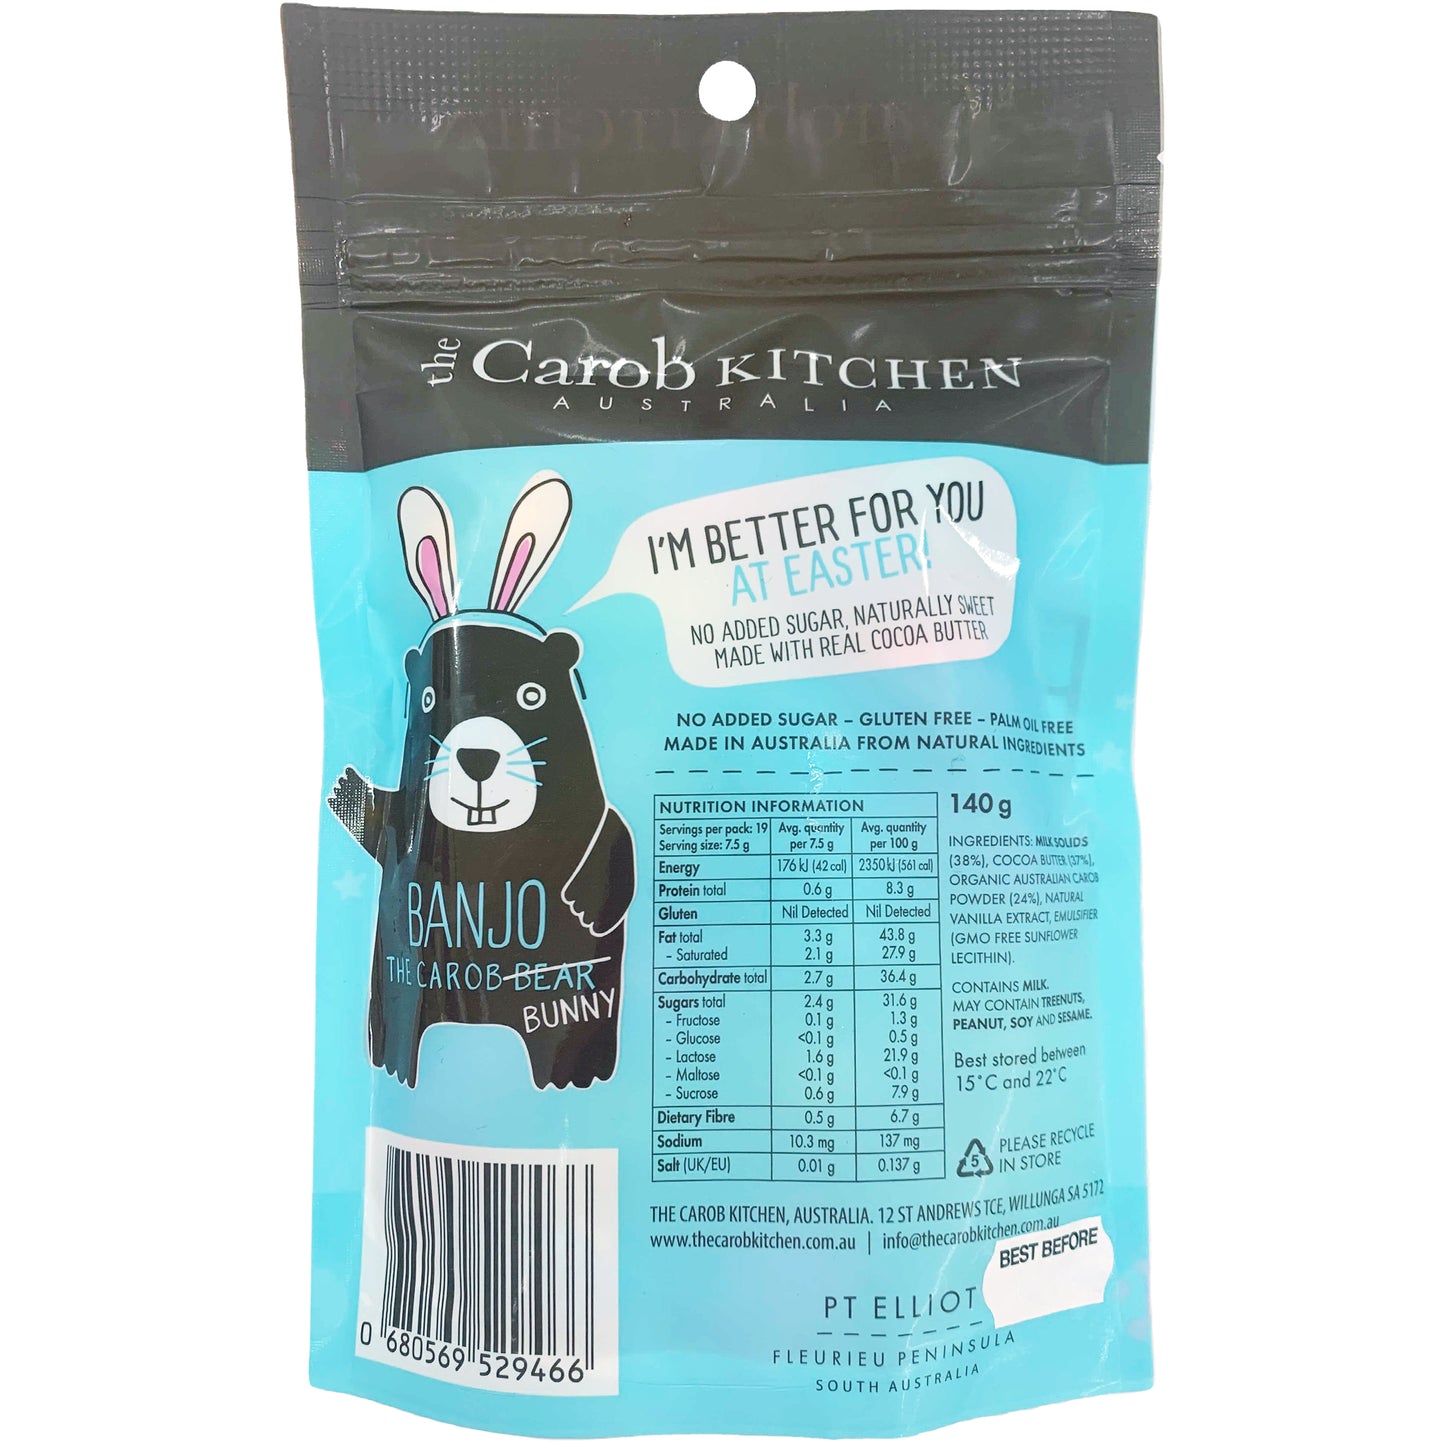 the Carob KITCHEN
AUSTRALIA
I'M BETTER FOR YOU
AT EASTER!
NO ADDED SUGAR, NATURALLY SWEET
MADE WITH REAL COCOA BUTTER
BANJO
THE CAROB BEAR
BUNNY
NO ADDED SUGAR – GLUTEN FREE – PALM OIL FREE
MADE IN AUSTRALIA FROM NATURAL INGREDIENTS
NUTRITION INFORMATION
Servings per pack: 19 Avg. quantity Avg. quantity
Serving size: 7.5 g per 7.5 g per 100 g
Energy 176 kJ (42 cal) 2350 kj (561 cal)
Protein total 0.6 g 8.3 g
Gluten Nil Detected Nil Detected
Fat total 3.3 g 43.8 g
– Saturated 2.1 g 27.9 g
Carbohydrate total 2.7 g 36.4 g
Sugars total 2.4 g 31.6 g
– Fructose 0.1 g 1.3 g
– Glucose <0.1 g 0.5 g
– Lactose 1.6 g 21.9 g
– Maltose <0.1 g <0.1 g
– Sucrose 0.6 g 7.9 g
Dietary Fibre 0.5 g 6.7 g
Sodium 10.3 mg 137 mg
Salt (UK/EU) 0.01 g 0.137 g
140 g
INGREDIENTS: MILK SOLIDS
(38%), COCOA BUTTER (37%),
ORGANIC AUSTRALIAN CAROB
POWDER (24%), NATURAL
VANILLA EXTRACT, EMULSIFIER
(GMO FREE SUNFLOWER
LECITHIN).
CONTAINS MILK.
MAY CONTAIN TREENUTS,
PEANUT, SOY AND SESAME.
Best stored between
15°C and 22°C
5
PLEASE RECYCLE
IN STORE
THE CAROB KITCHEN, AUSTRALIA. 12 ST ANDREWS TCE, WILLUNGA SA 5172
www.thecarobkitchen.com.au | info@thecarobkitchen.com.au
BEST BEFORE
PT ELLIOT
FLEURIEU PENINSULA
SOUTH AUSTRALIA
0 680569 529466